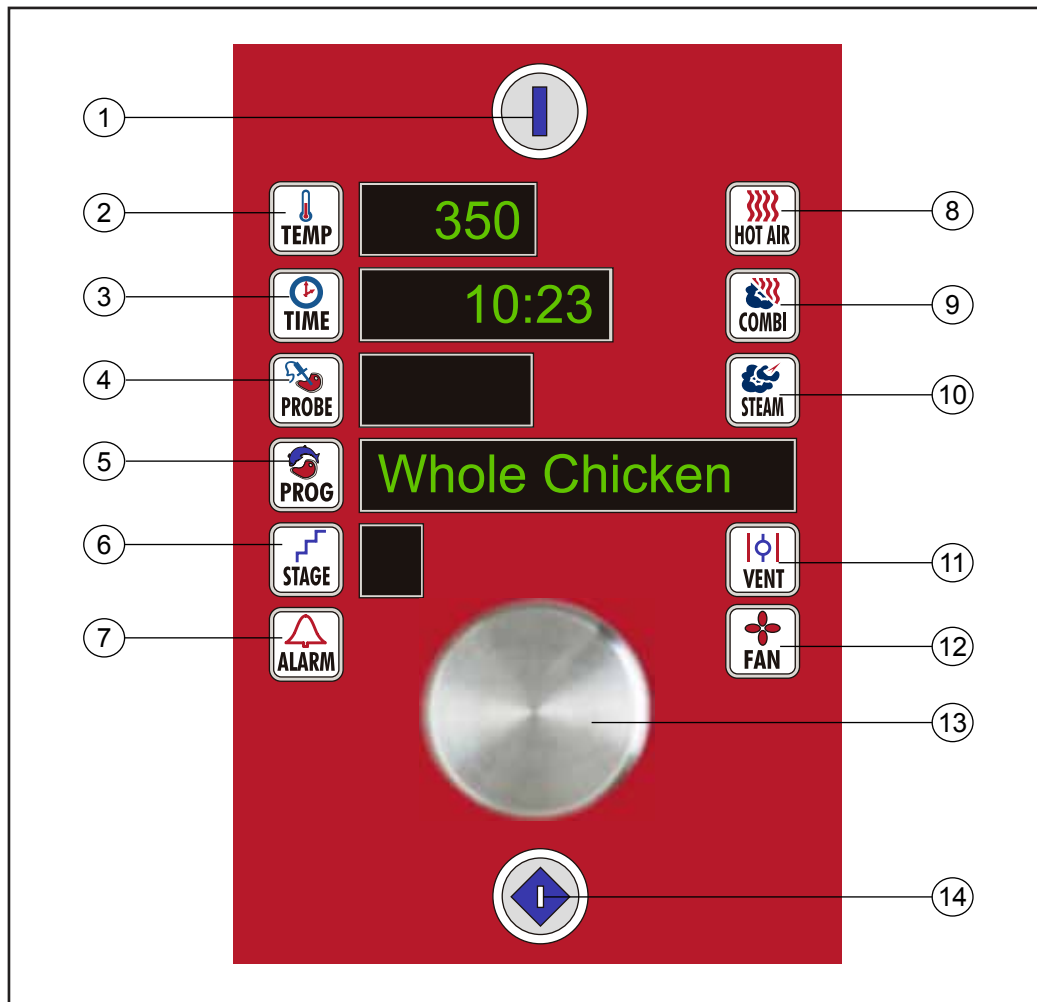 1
2
TEMP
350
HOT AIR
8
3
TIME
10:23
COMBI
9
4
PROBE
STEAM
10
5
PROG
Whole Chicken
6
STAGE
VENT
11
7
ALARM
FAN
12
13
14